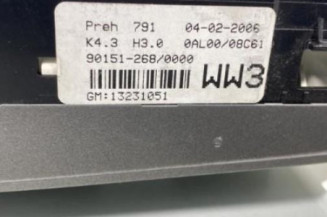 Preh 791 04-02-2006
K4.3 H3.0 0AL00/08C61
90151-268/0000
WW3
GM:13231051